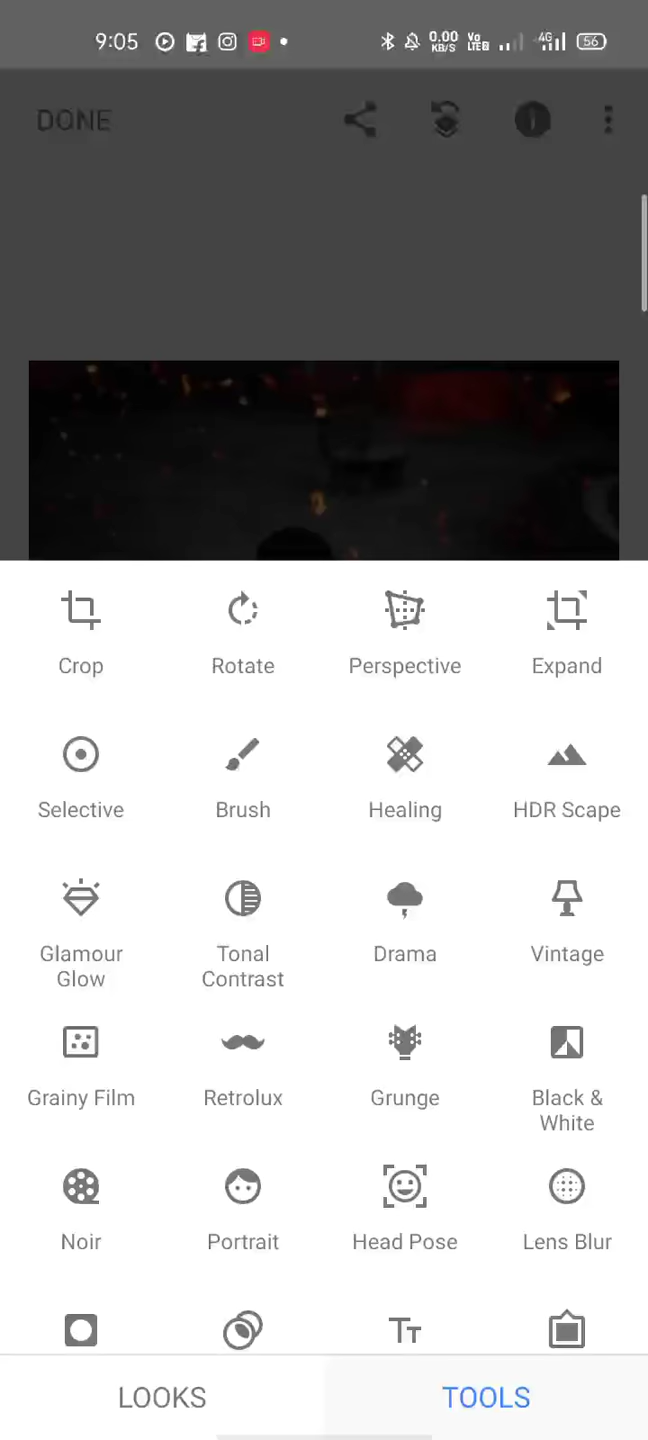 9:05 0.00 KB/S Vo LTE2 4G 56
DONE
Crop Rotate Perspective Expand
Selective Brush Healing HDR Scape
Glamour Glow Tonal Contrast Drama Vintage
Grainy Film Retrolux Grunge Black & White
Noir Portrait Head Pose Lens Blur
LOOKS TOOLS